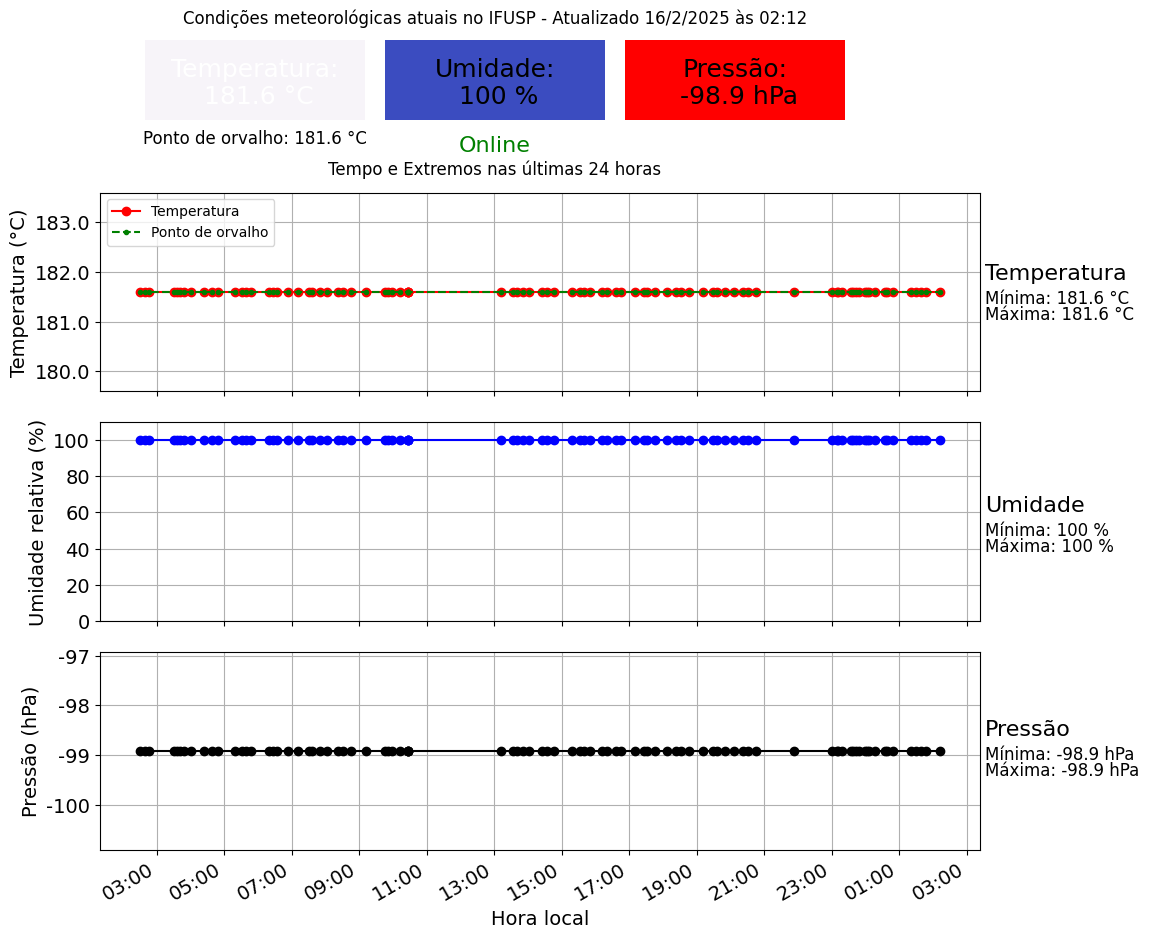 Condições meteorológicas atuais no IFUSP - Atualizado 16/2/2025 às 02:12
Temperatura:
181.6 °C
Umidade:
100 %
Pressão:
-98.9 hPa
Ponto de orvalho: 181.6 °C
Online
Tempo e Extremos nas últimas 24 horas
Temperatura (°C)
183.0
182.0
181.0
180.0
Temperatura
Ponto de orvalho
Temperatura
Mínima: 181.6 °C
Máxima: 181.6 °C
Umidade relativa (%)
100
80
60
40
20
0
Umidade
Mínima: 100 %
Máxima: 100 %
Pressão (hPa)
-97
-98
-99
-100
Pressão
Mínima: -98.9 hPa
Máxima: -98.9 hPa
03:00 05:00 07:00 09:00 11:00 13:00 15:00 17:00 19:00 21:00 23:00 01:00 03:00
Hora local